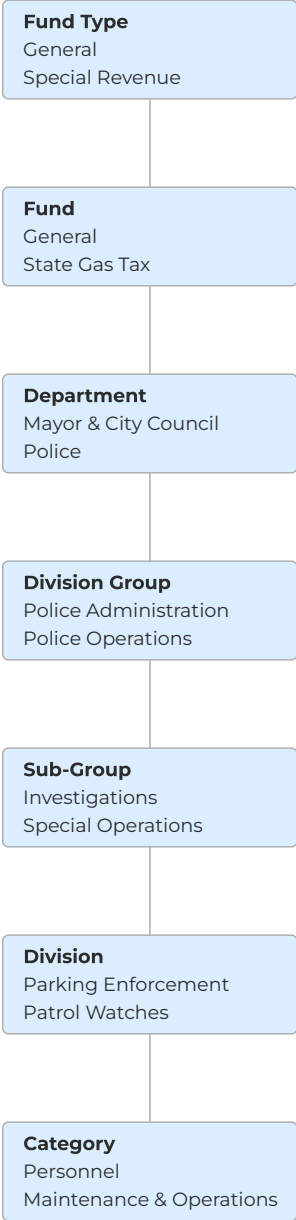 Fund Type
General
Special Revenue
Fund
General
State Gas Tax
Department
Mayor & City Council
Police
Division Group
Police Administration
Police Operations
Sub-Group
Investigations
Special Operations
Division
Parking Enforcement
Patrol Watches
Category
Personnel
Maintenance & Operations